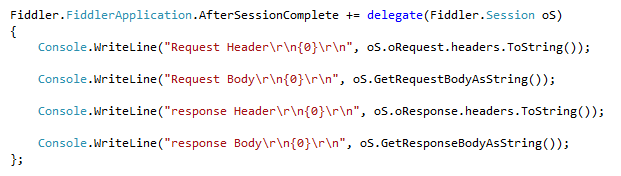 Fiddler.FiddlerApplication.AfterSessionComplete += delegate(Fiddler.Session oS)
{
    Console.WriteLine("Request Header\r\n{0}\r\n", oS.oRequest.headers.ToString());
    Console.WriteLine("Request Body\r\n{0}\r\n", oS.GetRequestBodyAsString());
    Console.WriteLine("response Header\r\n{0}\r\n", oS.oResponse.headers.ToString());
    Console.WriteLine("response Body\r\n{0}\r\n", oS.GetResponseBodyAsString());
};